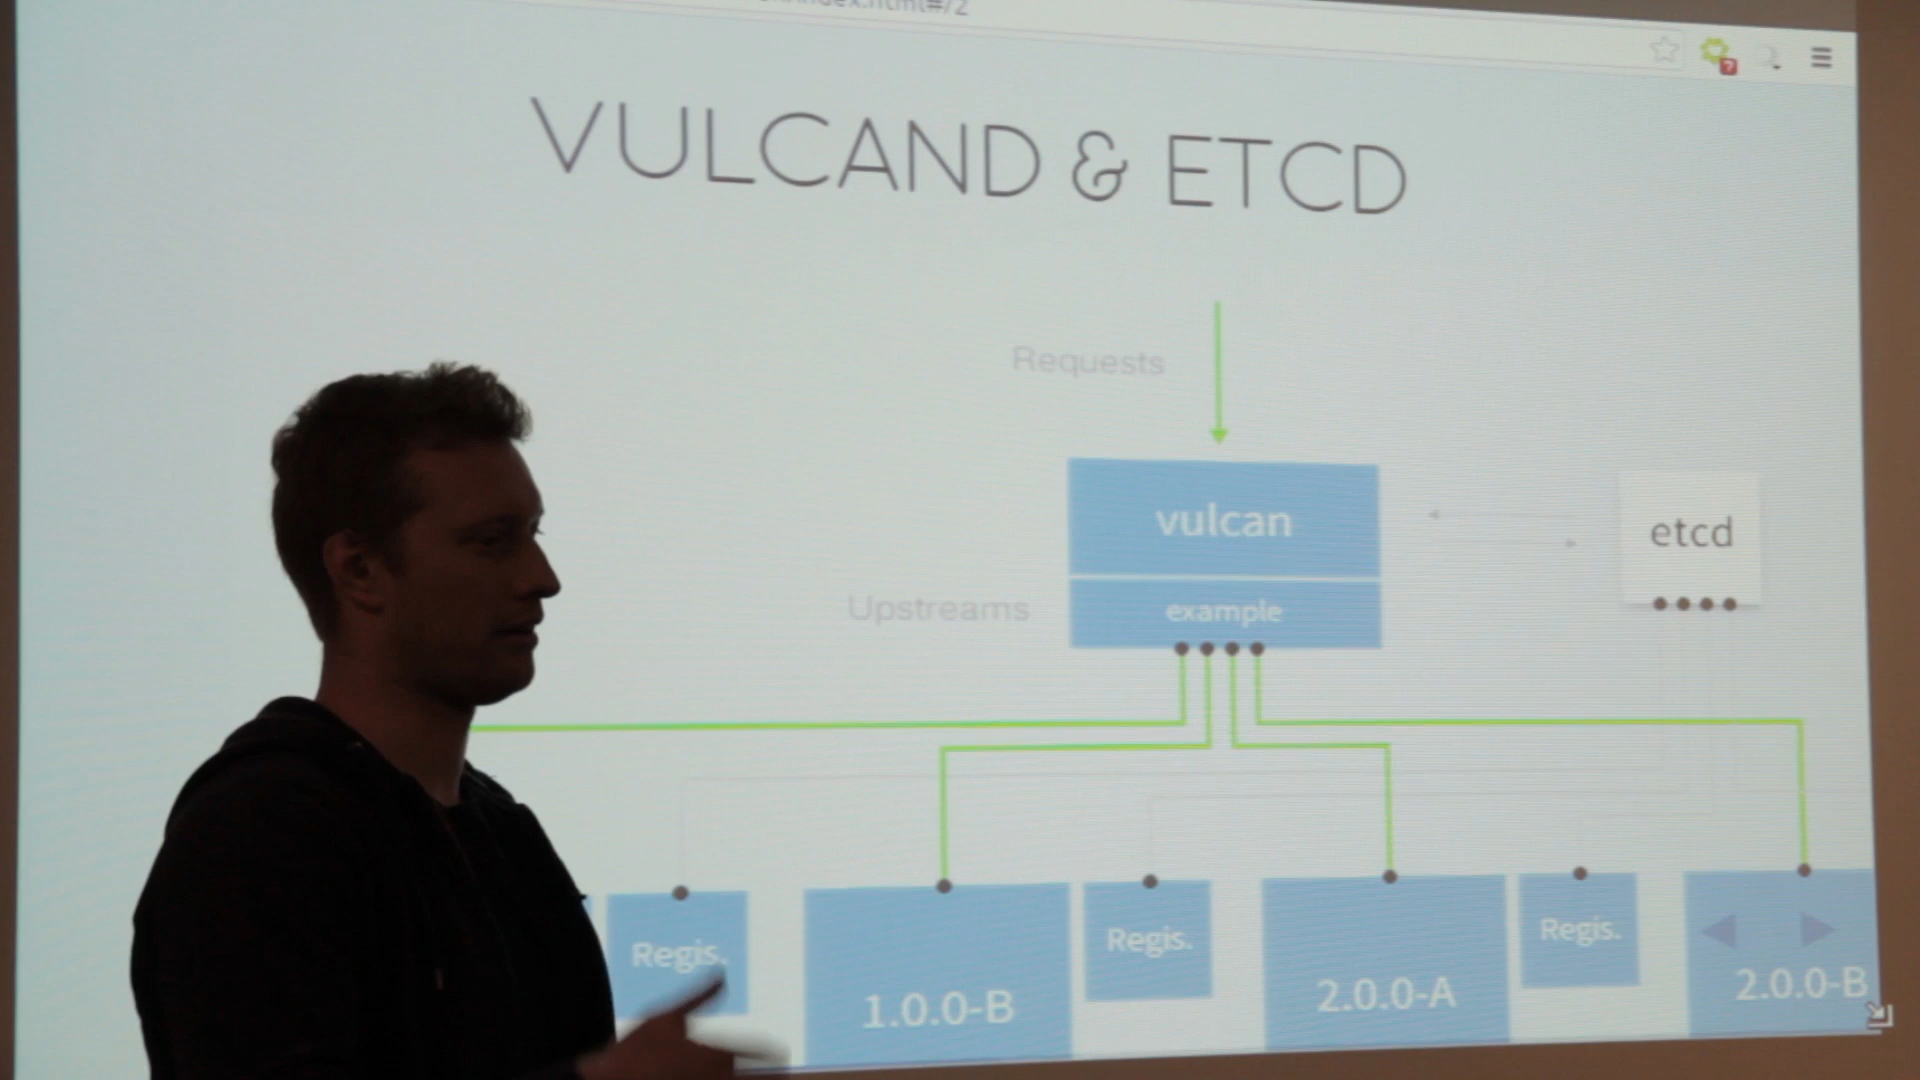 VULCAND & ETCD
Requests
vulcan
etcd
Upstreams
example
Regis.
1.0.0-B
Regis.
2.0.0-A
Regis.
2.0.0-B